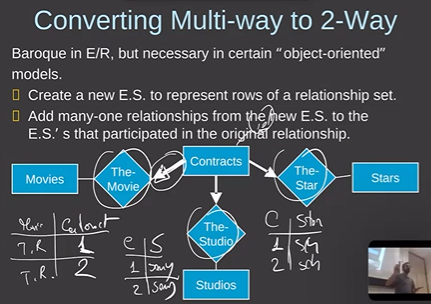 Converting Multi-way to 2-Way
Baroque in E/R, but necessary in certain “object-oriented”
models.
Create a new E.S. to represent rows of a relationship set.
Add many-one relationships from the new E.S. to the
E.S.’ s that participated in the original relationship.
Movies
The-
Movie
Contracts
The-
Star
Stars
The-
Studio
Studios
Contract
T.R 1
T.R. 2
C S
1 Sony
2 Sony
C Star
1
2